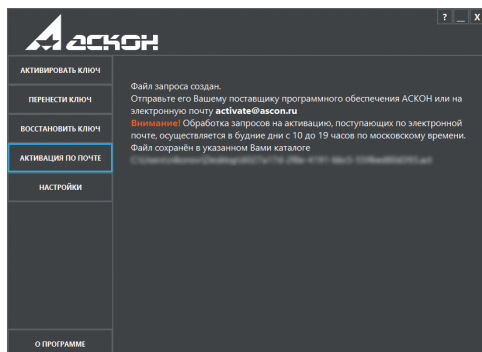 ? _ X
АСКОН
АКТИВИРОВАТЬ КЛЮЧ
ПЕРЕНЕСТИ КЛЮЧ
ВОССТАНОВИТЬ КЛЮЧ
АКТИВАЦИЯ ПО ПОЧТЕ
НАСТРОЙКИ
О ПРОГРАММЕ
Файл запроса создан.
Отправьте его Вашему поставщику программного обеспечения АСКОН или на
электронную почту activate@ascon.ru
Внимание! Обработка запросов на активацию, поступающих по электронной
почте, осуществляется в будние дни с 10 до 19 часов по московскому времени.
Файл сохранён в указанном Вами каталоге